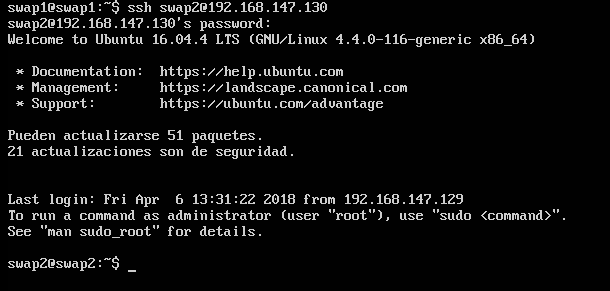 swap1@swap1:~$ ssh swap2@192.168.147.130
swap2@192.168.147.130's password:
Welcome to Ubuntu 16.04.4 LTS (GNU/Linux 4.4.0-116-generic x86_64)
* Documentation:  https://help.ubuntu.com
* Management:     https://landscape.canonical.com
* Support:        https://ubuntu.com/advantage
Pueden actualizarse 51 paquetes.
21 actualizaciones son de seguridad.
Last login: Fri Apr  6 13:31:22 2018 from 192.168.147.129
To run a command as administrator (user "root"), use "sudo <command>".
See "man sudo_root" for details.
swap2@swap2:~$ _